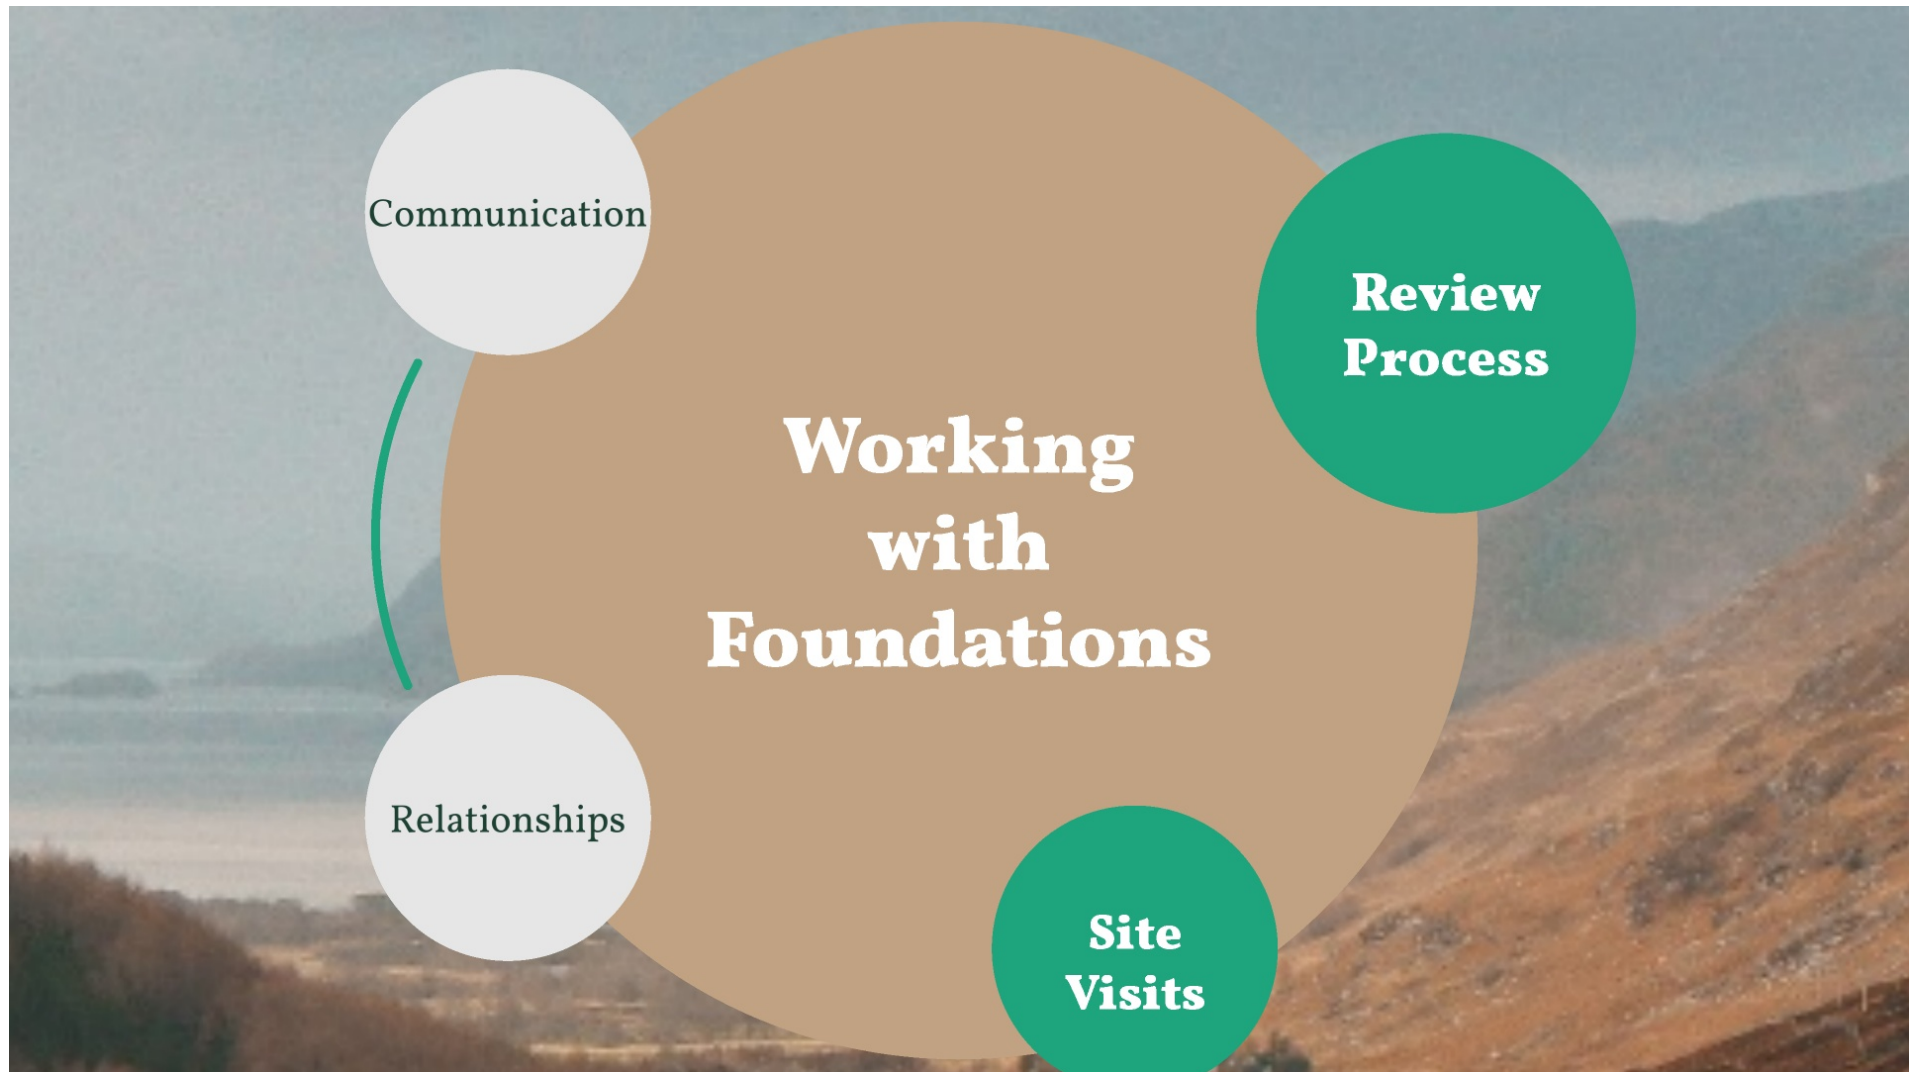 Communication
Review
Process
Working
with
Foundations
Relationships
Site
Visits